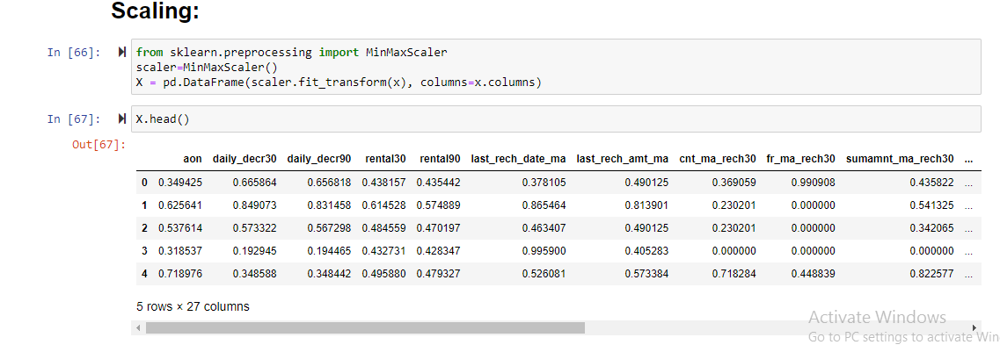 Scaling:
In [66]:
from sklearn.preprocessing import MinMaxScaler
scaler=MinMaxScaler()
X = pd.DataFrame(scaler.fit_transform(x), columns=x.columns)
In [67]:
X.head()
Out[67]:
aon daily_decr30 daily_decr90 rental30 rental90 last_rech_date_ma last_rech_amt_ma cnt_ma_rech30 fr_ma_rech30 sumamnt_ma_rech30 ...
0 0.349425 0.665864 0.656818 0.438157 0.435442 0.378105 0.490125 0.369059 0.990908 0.435822 ...
1 0.625641 0.849073 0.831458 0.614528 0.574889 0.865464 0.813901 0.230201 0.000000 0.541325 ...
2 0.537614 0.573322 0.567298 0.484559 0.470197 0.463407 0.490125 0.230201 0.000000 0.342065 ...
3 0.318537 0.192945 0.194465 0.432731 0.428347 0.995900 0.405283 0.000000 0.000000 0.000000 ...
4 0.718976 0.348588 0.348442 0.495880 0.479327 0.526081 0.573384 0.718284 0.448839 0.822577 ...
5 rows × 27 columns
Activate Windows
Go to PC settings to activate Win